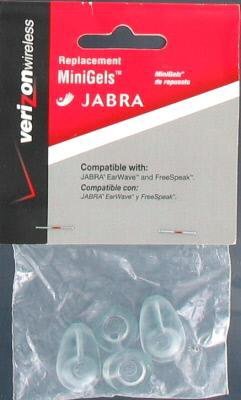 verizonwireless
Replacement
MiniGels™
JABRA
MiniGels™
de repuesto
Compatible with:
JABRA® EarWave™ and FreeSpeak™.
Compatible con:
JABRA® EarWave™ y FreeSpeak™.